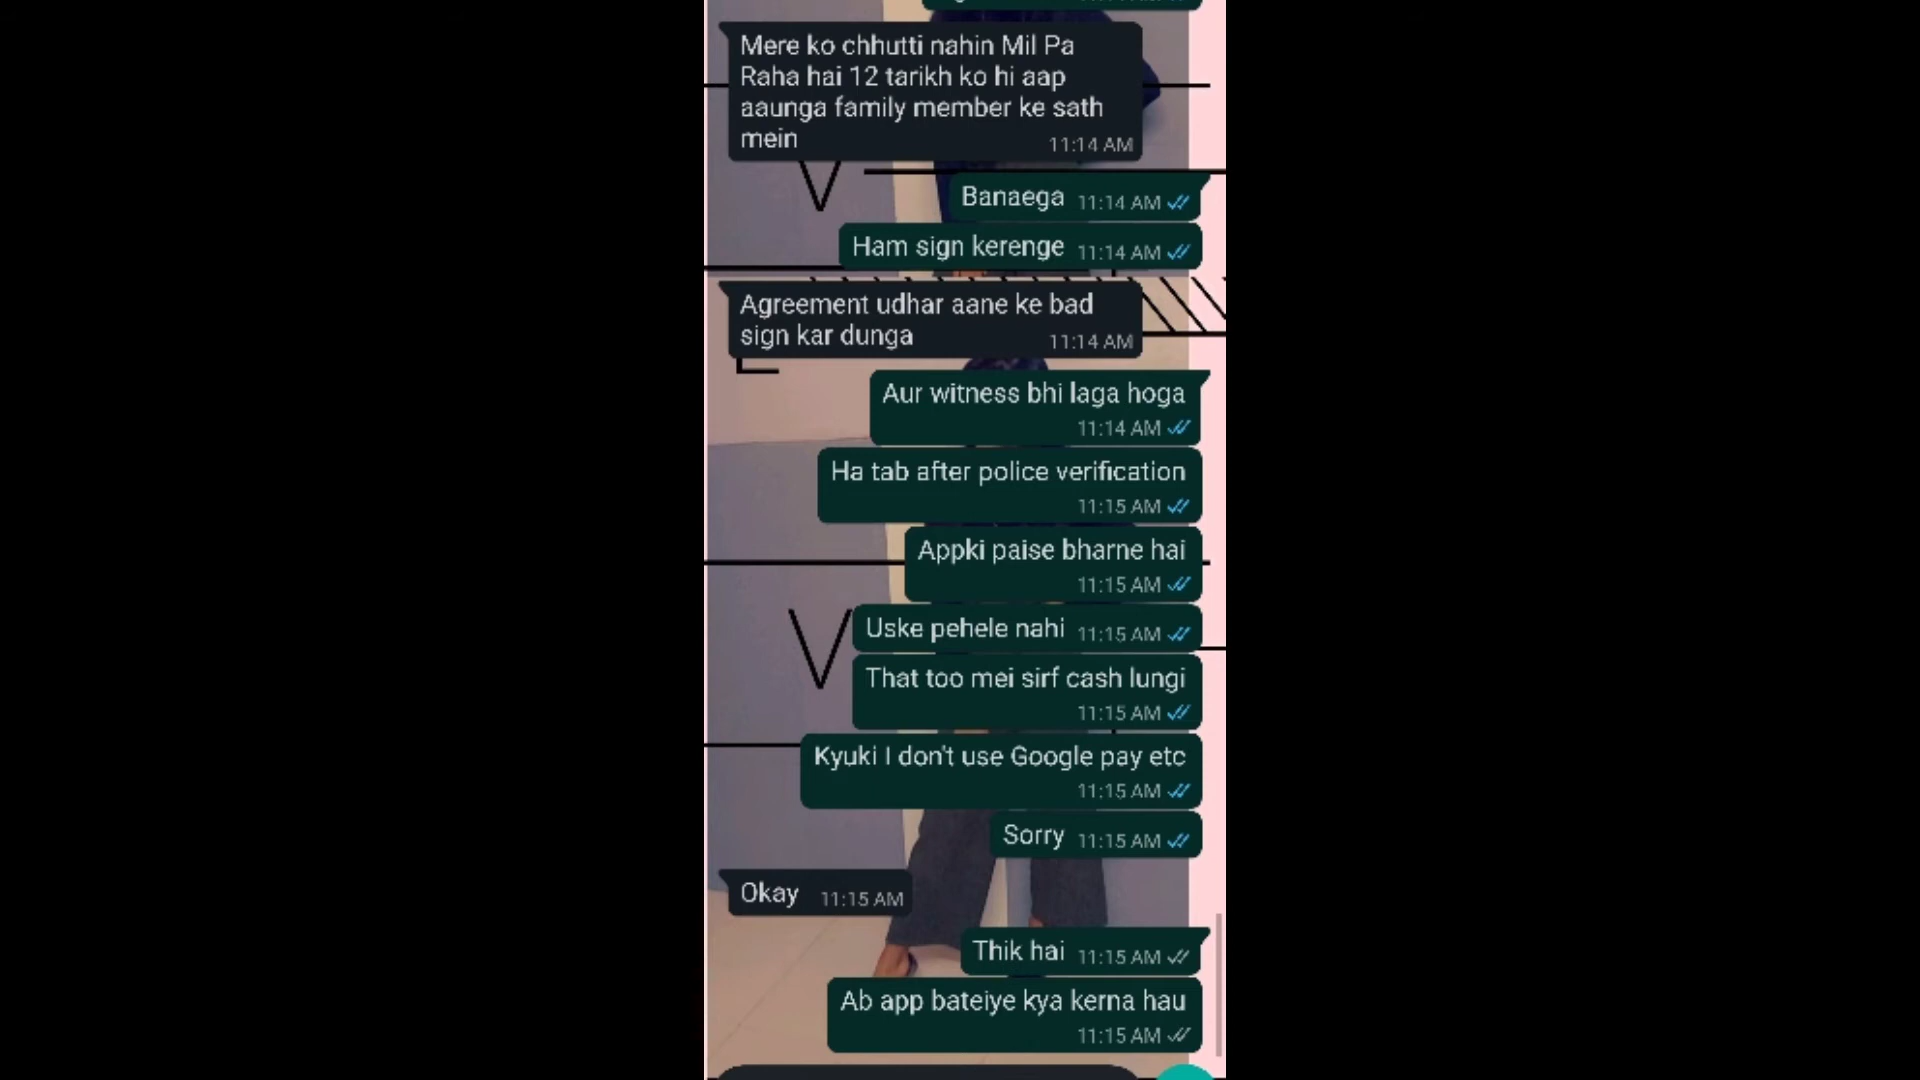 Mere ko chhutti nahin Mil Pa
Raha hai 12 tarikh ko hi aap
aaunga family member ke sath
mein 11:14 AM
Banaega 11:14 AM
Ham sign kerenge 11:14 AM
Agreement udhar aane ke bad
sign kar dunga 11:14 AM
Aur witness bhi laga hoga
11:14 AM
Ha tab after police verification
11:15 AM
Appki paise bharne hai
11:15 AM
Uske pehele nahi 11:15 AM
That too mei sirf cash lungi
11:15 AM
Kyuki I don't use Google pay etc
11:15 AM
Sorry 11:15 AM
Okay 11:15 AM
Thik hai 11:15 AM
Ab app bateiye kya kerna hau
11:15 AM